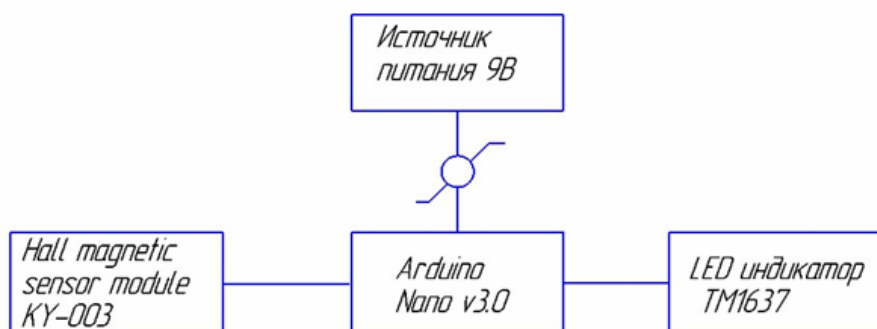 Источник
питания 9В
Hall magnetic
sensor module
KY-003
Arduino
Nano v3.0
LED индикатор
TM1637